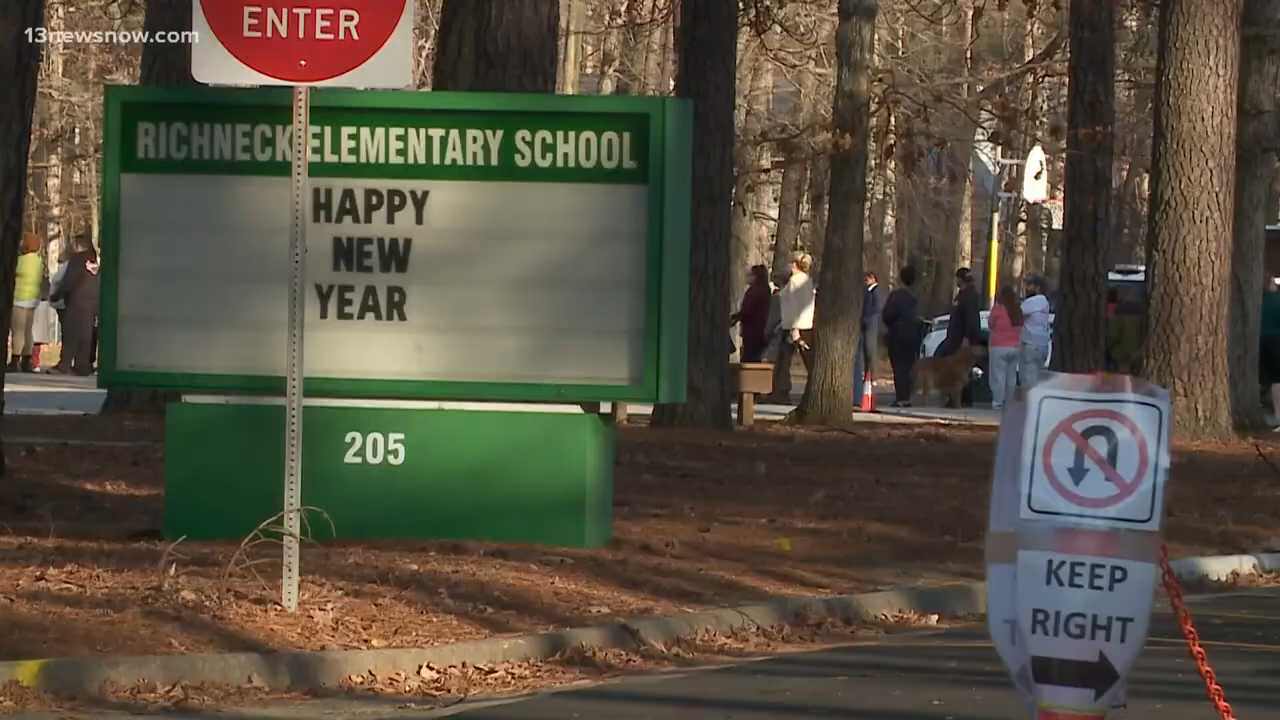 13newsnow.com
ENTER
RICHNECK ELEMENTARY SCHOOL
HAPPY
NEW
YEAR
205
KEEP
RIGHT